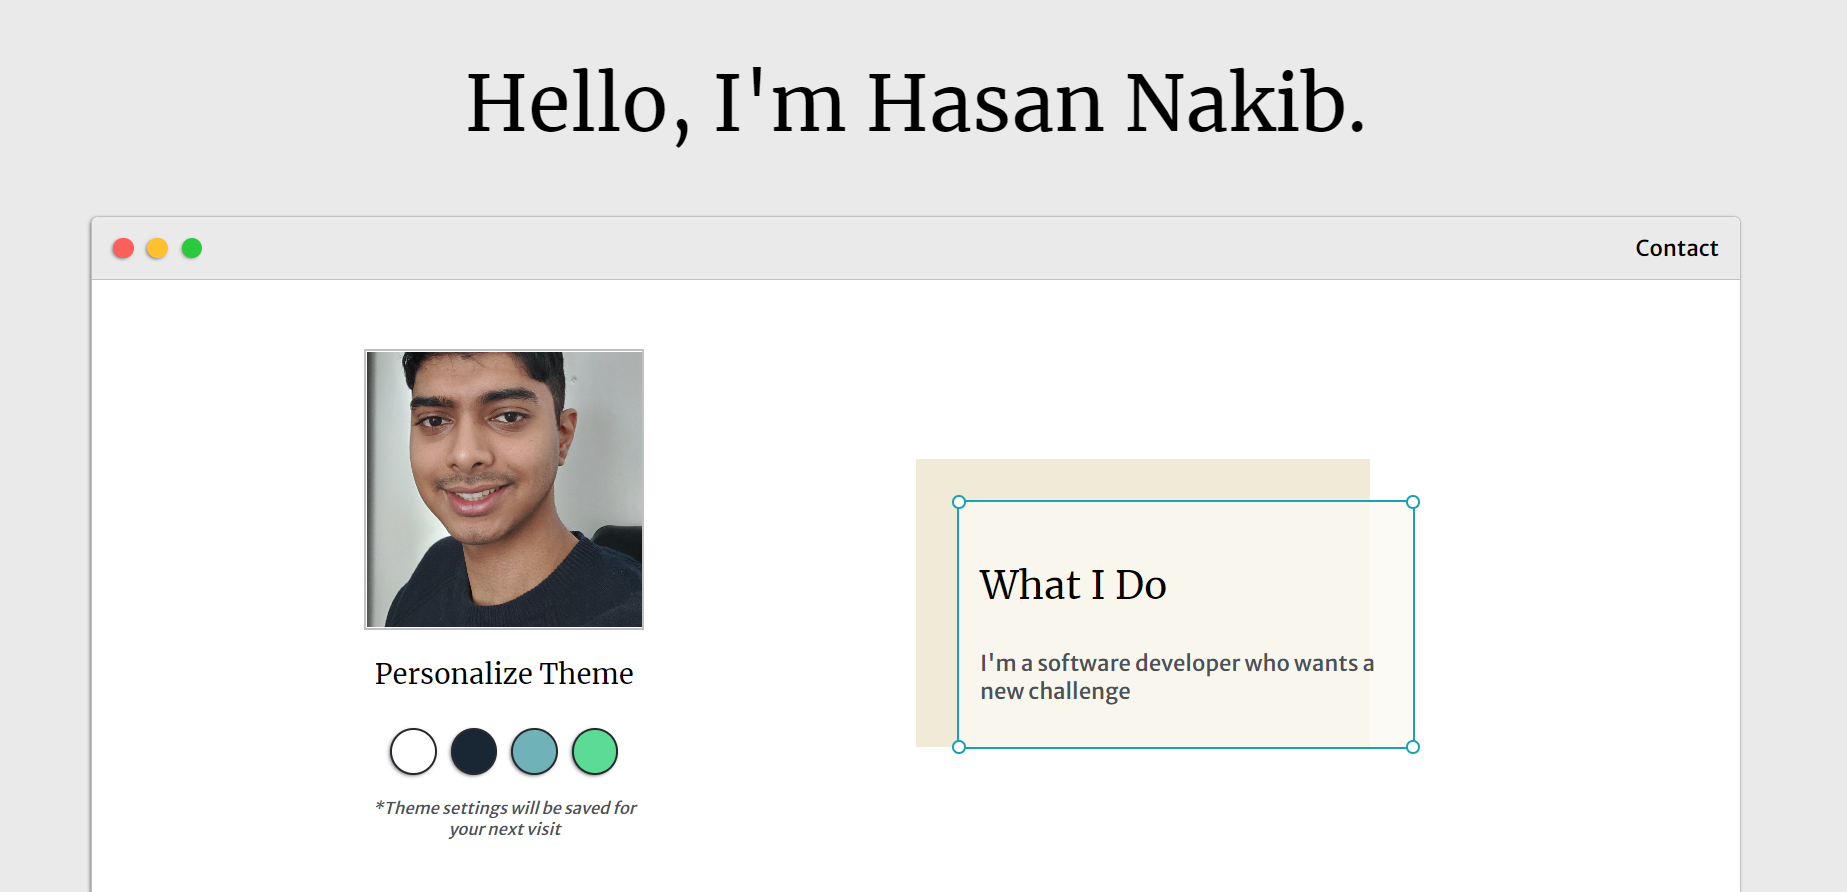 Hello, I'm Hasan Nakib.
Contact
Personalize Theme
*Theme settings will be saved for
your next visit
What I Do
I'm a software developer who wants a
new challenge